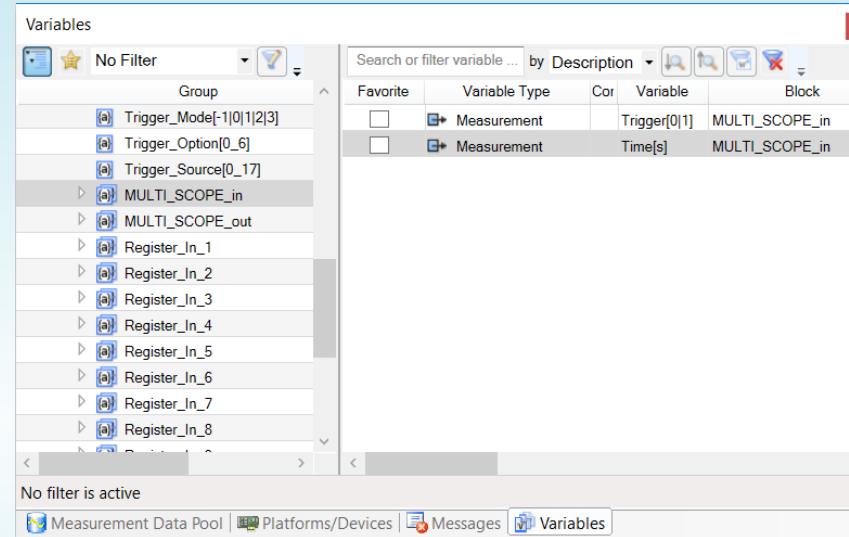 Variables
No Filter
Search or filter variable ... by Description
Group
Favorite Variable Type Cor Variable Block
Trigger_Mode[-1|0|1|2|3]
Trigger_Option[0_6]
Trigger_Source[0_17]
MULTI_SCOPE_in
MULTI_SCOPE_out
Register_In_1
Register_In_2
Register_In_3
Register_In_4
Register_In_5
Register_In_6
Register_In_7
Register_In_8
Measurement Trigger[0|1] MULTI_SCOPE_in
Measurement Time[s] MULTI_SCOPE_in
No filter is active
Measurement Data Pool Platforms/Devices Messages Variables